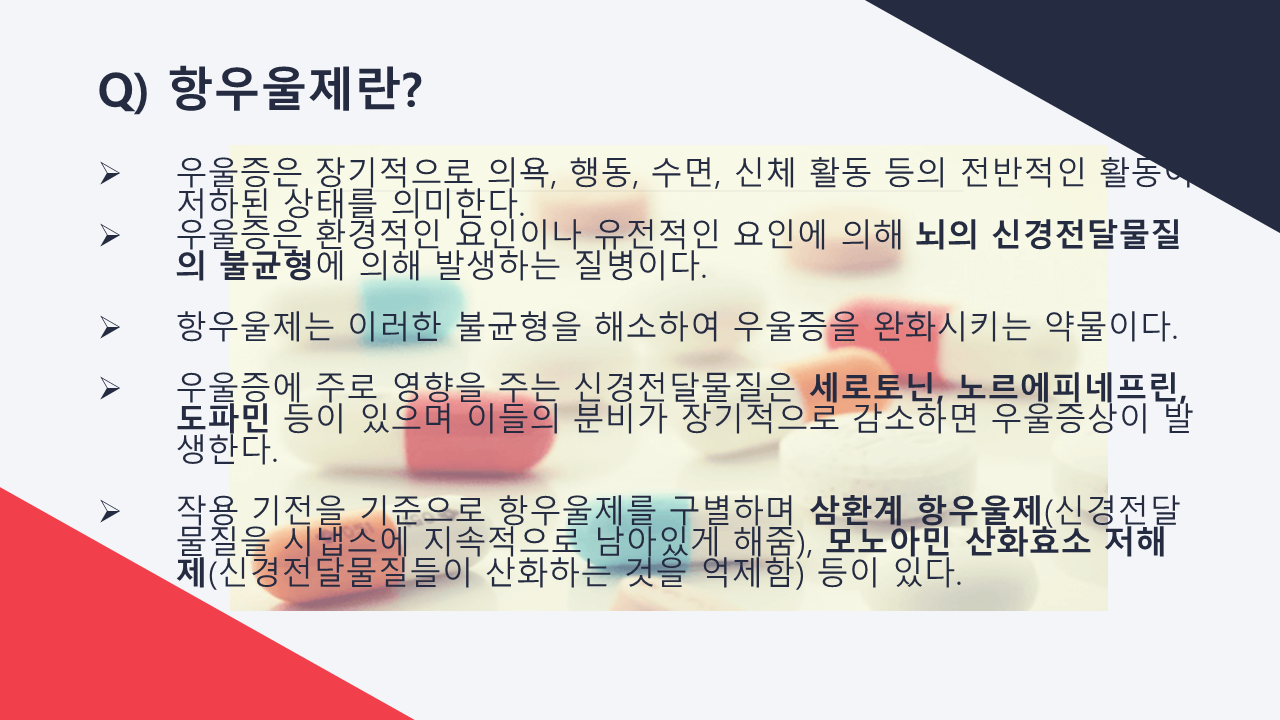 Q) 항우울제란?
➢ 우울증은 장기적으로 의욕, 행동, 수면, 신체 활동 등의 전반적인 활동이
저하된 상태를 의미한다.
➢ 우울증은 환경적인 요인이나 유전적인 요인에 의해 뇌의 신경전달물질
의 불균형에 의해 발생하는 질병이다.
➢ 항우울제는 이러한 불균형을 해소하여 우울증을 완화시키는 약물이다.
➢ 우울증에 주로 영향을 주는 신경전달물질은 세로토닌, 노르에피네프린,
도파민 등이 있으며 이들의 분비가 장기적으로 감소하면 우울증상이 발
생한다.
➢ 작용 기전을 기준으로 항우울제를 구별하며 삼환계 항우울제(신경전달
물질을 시냅스에 지속적으로 남아있게 해줌), 모노아민 산화효소 저해
제(신경전달물질들이 산화하는 것을 억제함) 등이 있다.